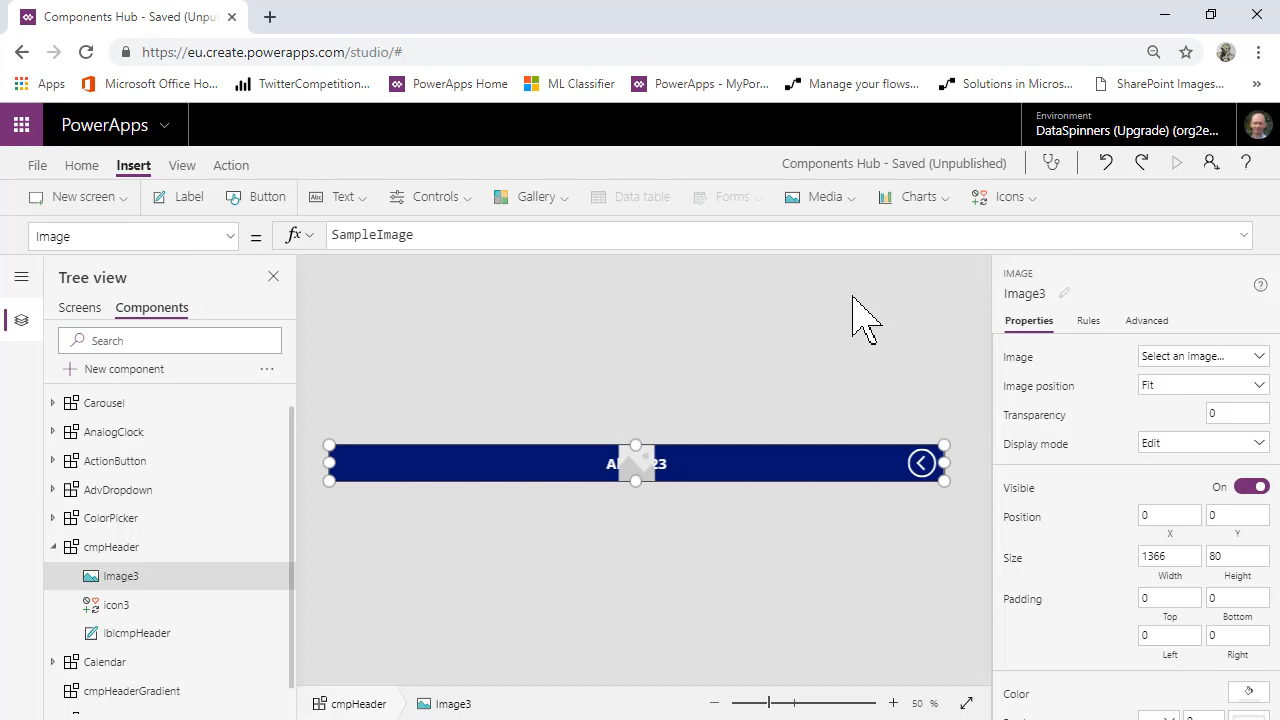 Components Hub - Saved (Unpu
https://eu.create.powerapps.com/studio/#
Apps
Microsoft Office Ho...
TwitterCompetition...
PowerApps Home
ML Classifier
PowerApps - MyPor...
Manage your flows...
Solutions in Micros...
SharePoint Images...
»
PowerApps
Environment
DataSpinners (Upgrade) (org2e...
File
Home
Insert
View
Action
Components Hub - Saved (Unpublished)
New screen
Label
Button
Text
Controls
Gallery
Data table
Forms
Media
Charts
Icons
Image
=
fx
SampleImage
Tree view
Screens
Components
Search
New component
...
Carousel
AnalogClock
ActionButton
AdvDropdown
ColorPicker
cmpHeader
Image3
icon3
lblcmpHeader
Calendar
cmpHeaderGradient
23
cmpHeader
Image3
50 %
IMAGE
Image3
Properties
Rules
Advanced
Image
Select an image...
Image position
Fit
Transparency
0
Display mode
Edit
Visible
On
Position
0
0
X
Y
Size
1366
80
Width
Height
Padding
0
0
Top
Bottom
0
0
Left
Right
Color